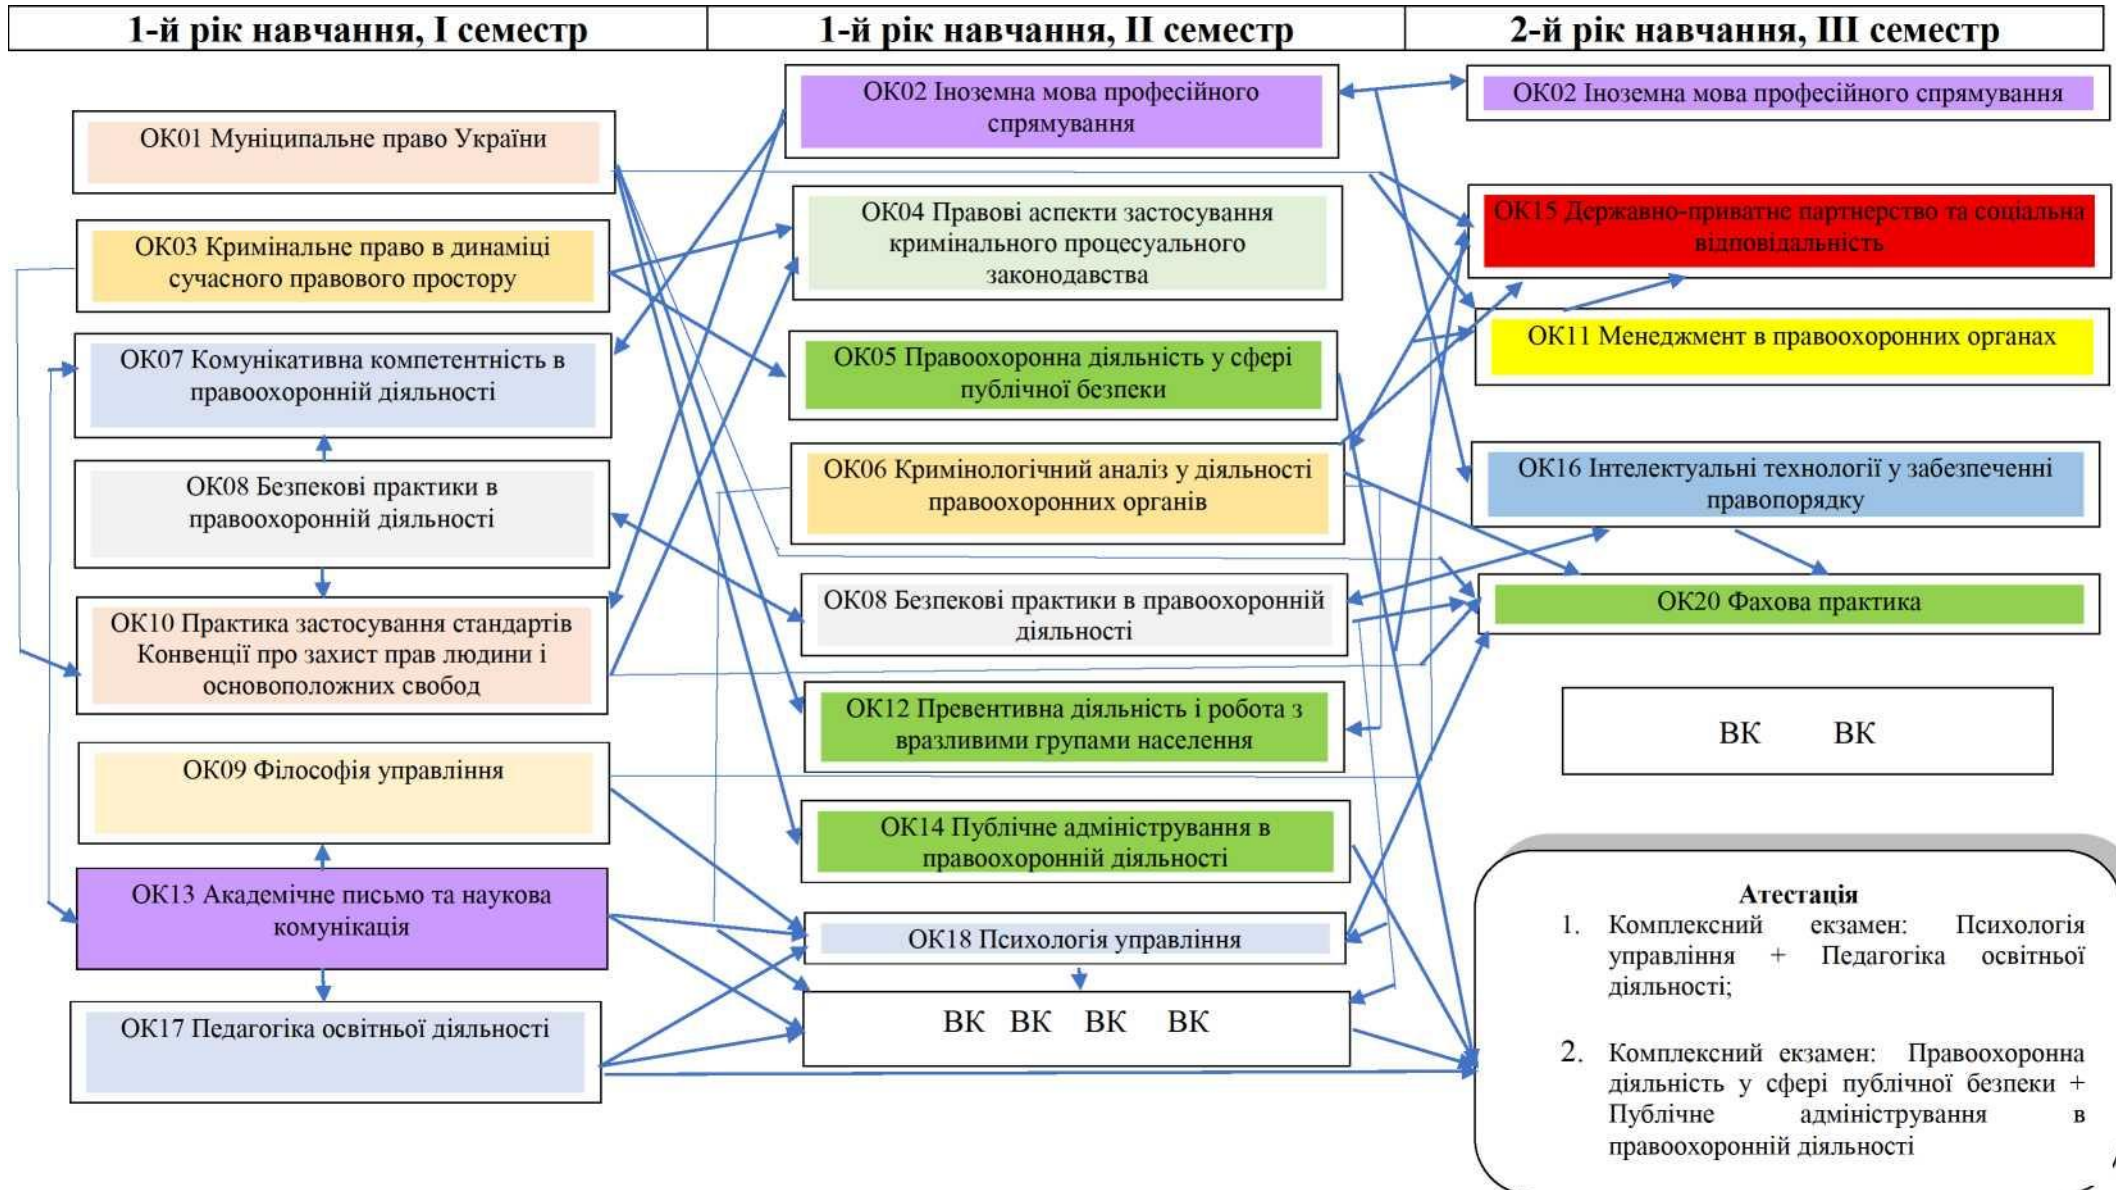 1-й рік навчання, І семестр
1-й рік навчання, ІІ семестр
2-й рік навчання, ІІІ семестр
ОК01 Муніципальне право України
ОК03 Кримінальне право в динаміці
сучасного правового простору
ОК07 Комунікативна компетентність в
правоохоронній діяльності
ОК08 Безпекові практики в
правоохоронній діяльності
ОК10 Практика застосування стандартів
Конвенції про захист прав людини і
основоположних свобод
ОК09 Філософія управління
ОК13 Академічне письмо та наукова
комунікація
ОК17 Педагогіка освітньої діяльності
ОК02 Іноземна мова професійного
спрямування
ОК04 Правові аспекти застосування
кримінального процесуального
законодавства
ОК05 Правоохоронна діяльність у сфері
публічної безпеки
ОК06 Кримінологічний аналіз у діяльності
правоохоронних органів
ОК08 Безпекові практики в правоохоронній
діяльності
ОК12 Превентивна діяльність і робота з
вразливими групами населення
ОК14 Публічне адміністрування в
правоохоронній діяльності
ОК18 Психологія управління
ВК ВК ВК ВК
ОК02 Іноземна мова професійного спрямування
ОК15 Державно-приватне партнерство та соціальна
відповідальність
ОК11 Менеджмент в правоохоронних органах
ОК16 Інтелектуальні технології у забезпеченні
правопорядку
ОК20 Фахова практика
ВК ВК
Атестація
1. Комплексний екзамен: Психологія
управління + Педагогіка освітньої
діяльності;
2. Комплексний екзамен: Правоохоронна
діяльність у сфері публічної безпеки +
Публічне адміністрування в
правоохоронній діяльності